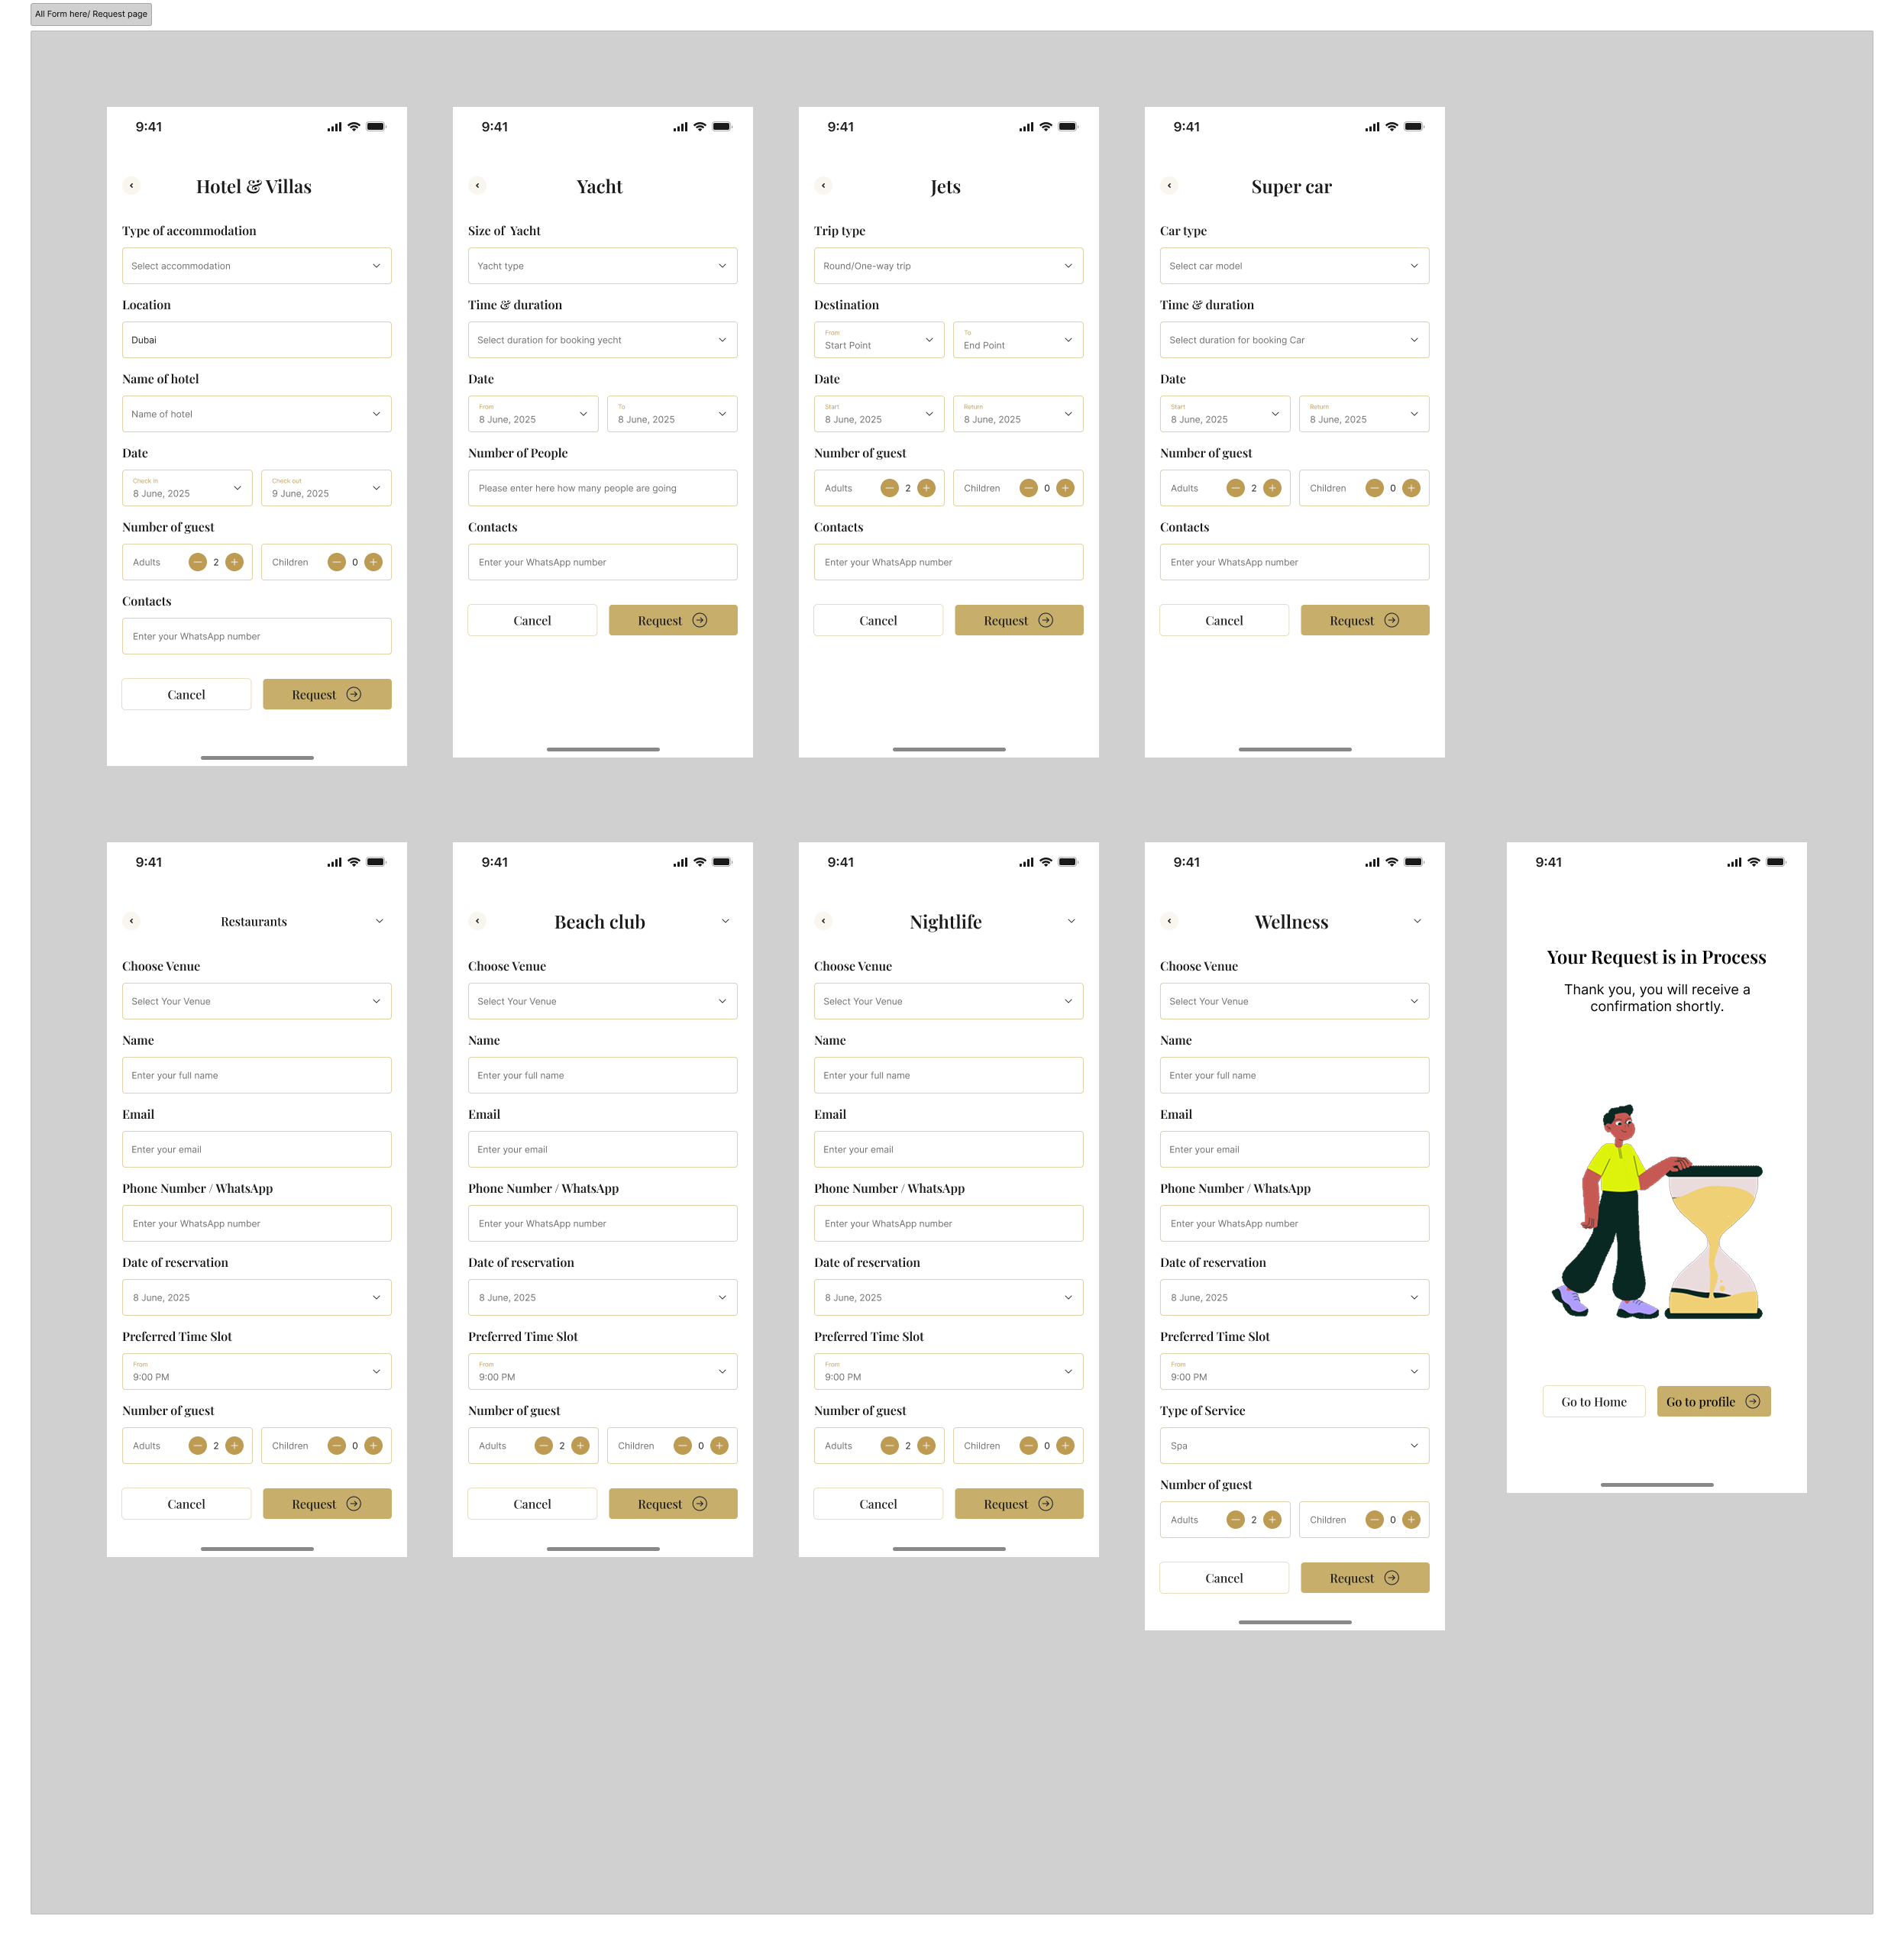 All Form here/ Request page
9:41
Hotel & Villas
Type of accommodation
Select accommodation
Location
Dubai
Name of hotel
Name of hotel
Date
Check in
8 June, 2025
Check out
9 June, 2025
Number of guest
Adults
2
Children
0
Contacts
Enter your WhatsApp number
Cancel
Request
9:41
Yacht
Size of Yacht
Yacht type
Time & duration
Select duration for booking yecht
Date
From
8 June, 2025
To
8 June, 2025
Number of People
Please enter here how many people are going
Contacts
Enter your WhatsApp number
Cancel
Request
9:41
Jets
Trip type
Round/One-way trip
Destination
From
Start Point
To
End Point
Date
Start
8 June, 2025
Return
8 June, 2025
Number of guest
Adults
2
Children
0
Contacts
Enter your WhatsApp number
Cancel
Request
9:41
Super car
Car type
Select car model
Time & duration
Select duration for booking Car
Date
Start
8 June, 2025
Return
8 June, 2025
Number of guest
Adults
2
Children
0
Contacts
Enter your WhatsApp number
Cancel
Request
9:41
Restaurants
Choose Venue
Select Your Venue
Name
Enter your full name
Email
Enter your email
Phone Number / WhatsApp
Enter your WhatsApp number
Date of reservation
8 June, 2025
Preferred Time Slot
From
9:00 PM
Number of guest
Adults
2
Children
0
Cancel
Request
9:41
Beach club
Choose Venue
Select Your Venue
Name
Enter your full name
Email
Enter your email
Phone Number / WhatsApp
Enter your WhatsApp number
Date of reservation
8 June, 2025
Preferred Time Slot
From
9:00 PM
Number of guest
Adults
2
Children
0
Cancel
Request
9:41
Nightlife
Choose Venue
Select Your Venue
Name
Enter your full name
Email
Enter your email
Phone Number / WhatsApp
Enter your WhatsApp number
Date of reservation
8 June, 2025
Preferred Time Slot
From
9:00 PM
Number of guest
Adults
2
Children
0
Cancel
Request
9:41
Wellness
Choose Venue
Select Your Venue
Name
Enter your full name
Email
Enter your email
Phone Number / WhatsApp
Enter your WhatsApp number
Date of reservation
8 June, 2025
Preferred Time Slot
From
9:00 PM
Type of Service
Spa
Number of guest
Adults
2
Children
0
Cancel
Request
9:41
Your Request is in Process
Thank you, you will receive a
confirmation shortly.
Go to Home
Go to profile